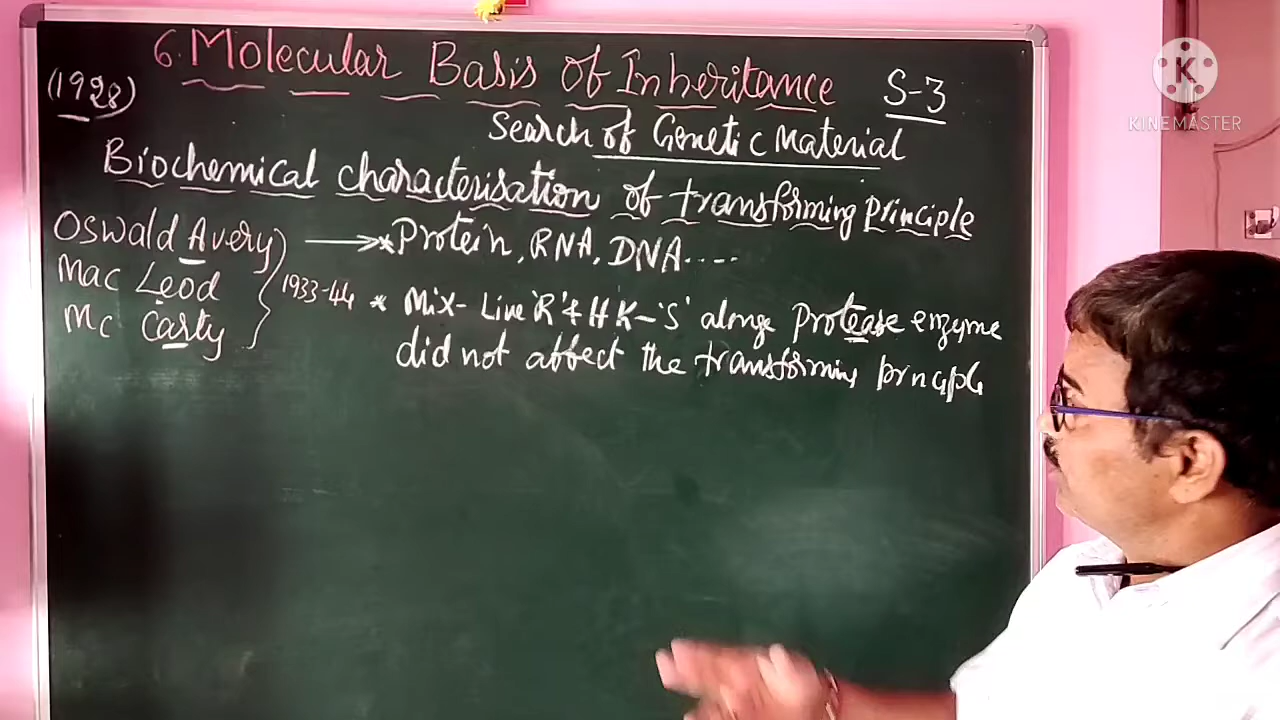 6. Molecular Basis of Inheritance S-3
(1928)
Search of Genetic Material
Biochemical characterisation of transforming principle
Oswald Avery → * Protein, RNA, DNA....
Mac Leod
Mc Carty
1933-44
* Mix- Live 'R' + HK-'S' along protease enzyme
did not affect the transforming prnciple
K
KINEMASTER